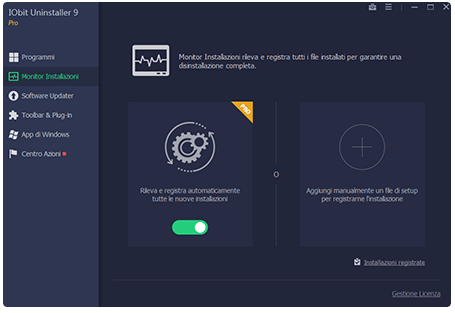 IObit Uninstaller 9
Pro
Programmi
Monitor Installazioni
Software Updater
Toolbar & Plug-in
App di Windows
Centro Azioni
Monitor Installazioni rileva e registra tutti i file installati per garantire una
disinstallazione completa.
PRO
Rileva e registra automaticamente
tutte le nuove installazioni
O
Aggiungi manualmente un file di setup
per registrarne l'installazione
Installazioni registrate
Gestione Licenza